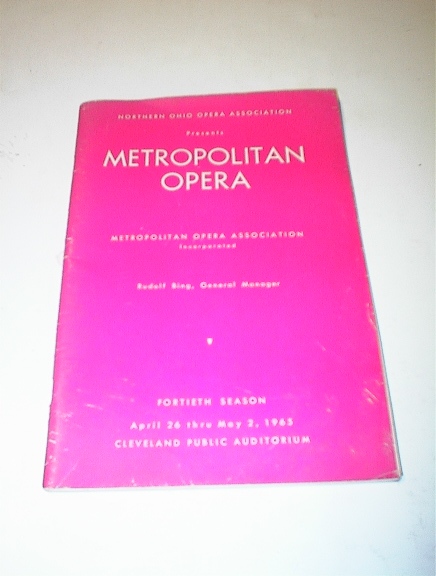 NORTHERN OHIO OPERA ASSOCIATION
Presents
METROPOLITAN
OPERA
METROPOLITAN OPERA ASSOCIATION
Incorporated
Rudolf Bing, General Manager
FORTIETH SEASON
April 26 thru May 2, 1965
CLEVELAND PUBLIC AUDITORIUM